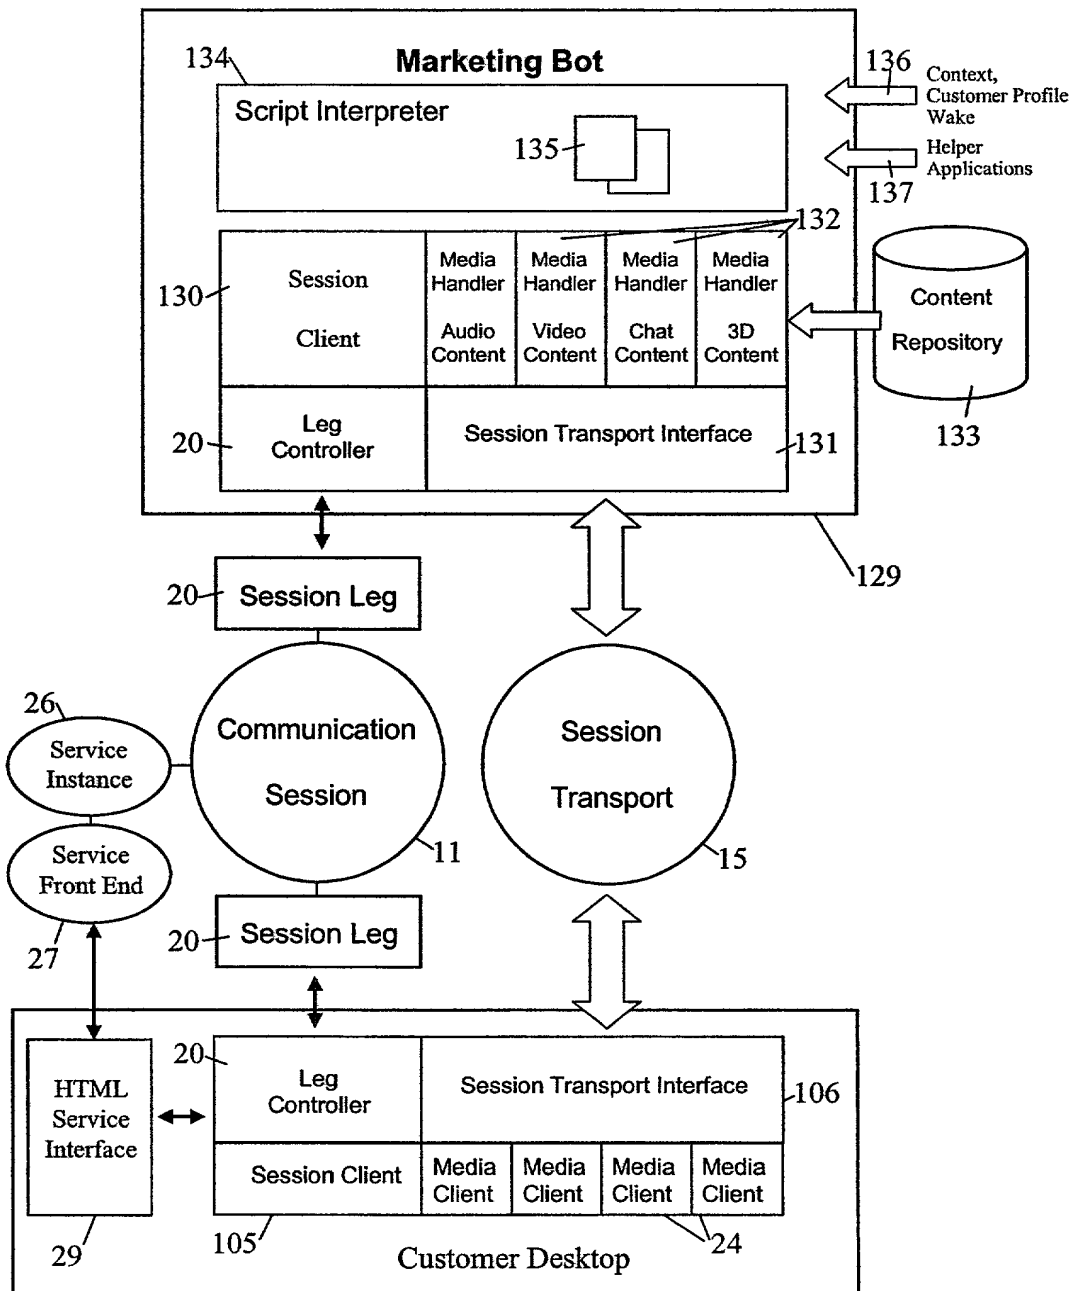 Marketing Bot
134
Script Interpreter
135
136
Context,
Customer Profile
Wake
Helper
Applications
137
132
130
Session
Client
Media
Handler
Audio
Content
Media
Handler
Video
Content
Media
Handler
Chat
Content
Media
Handler
3D
Content
Content
Repository
133
20
Leg
Controller
Session Transport Interface
131
129
20
Session Leg
26
Service
Instance
Communication
Session
11
Session
Transport
15
Service
Front End
27
20
Session Leg
HTML
Service
Interface
29
20
Leg
Controller
Session Transport Interface
106
Session Client
105
Media
Client
Media
Client
Media
Client
Media
Client
24
Customer Desktop